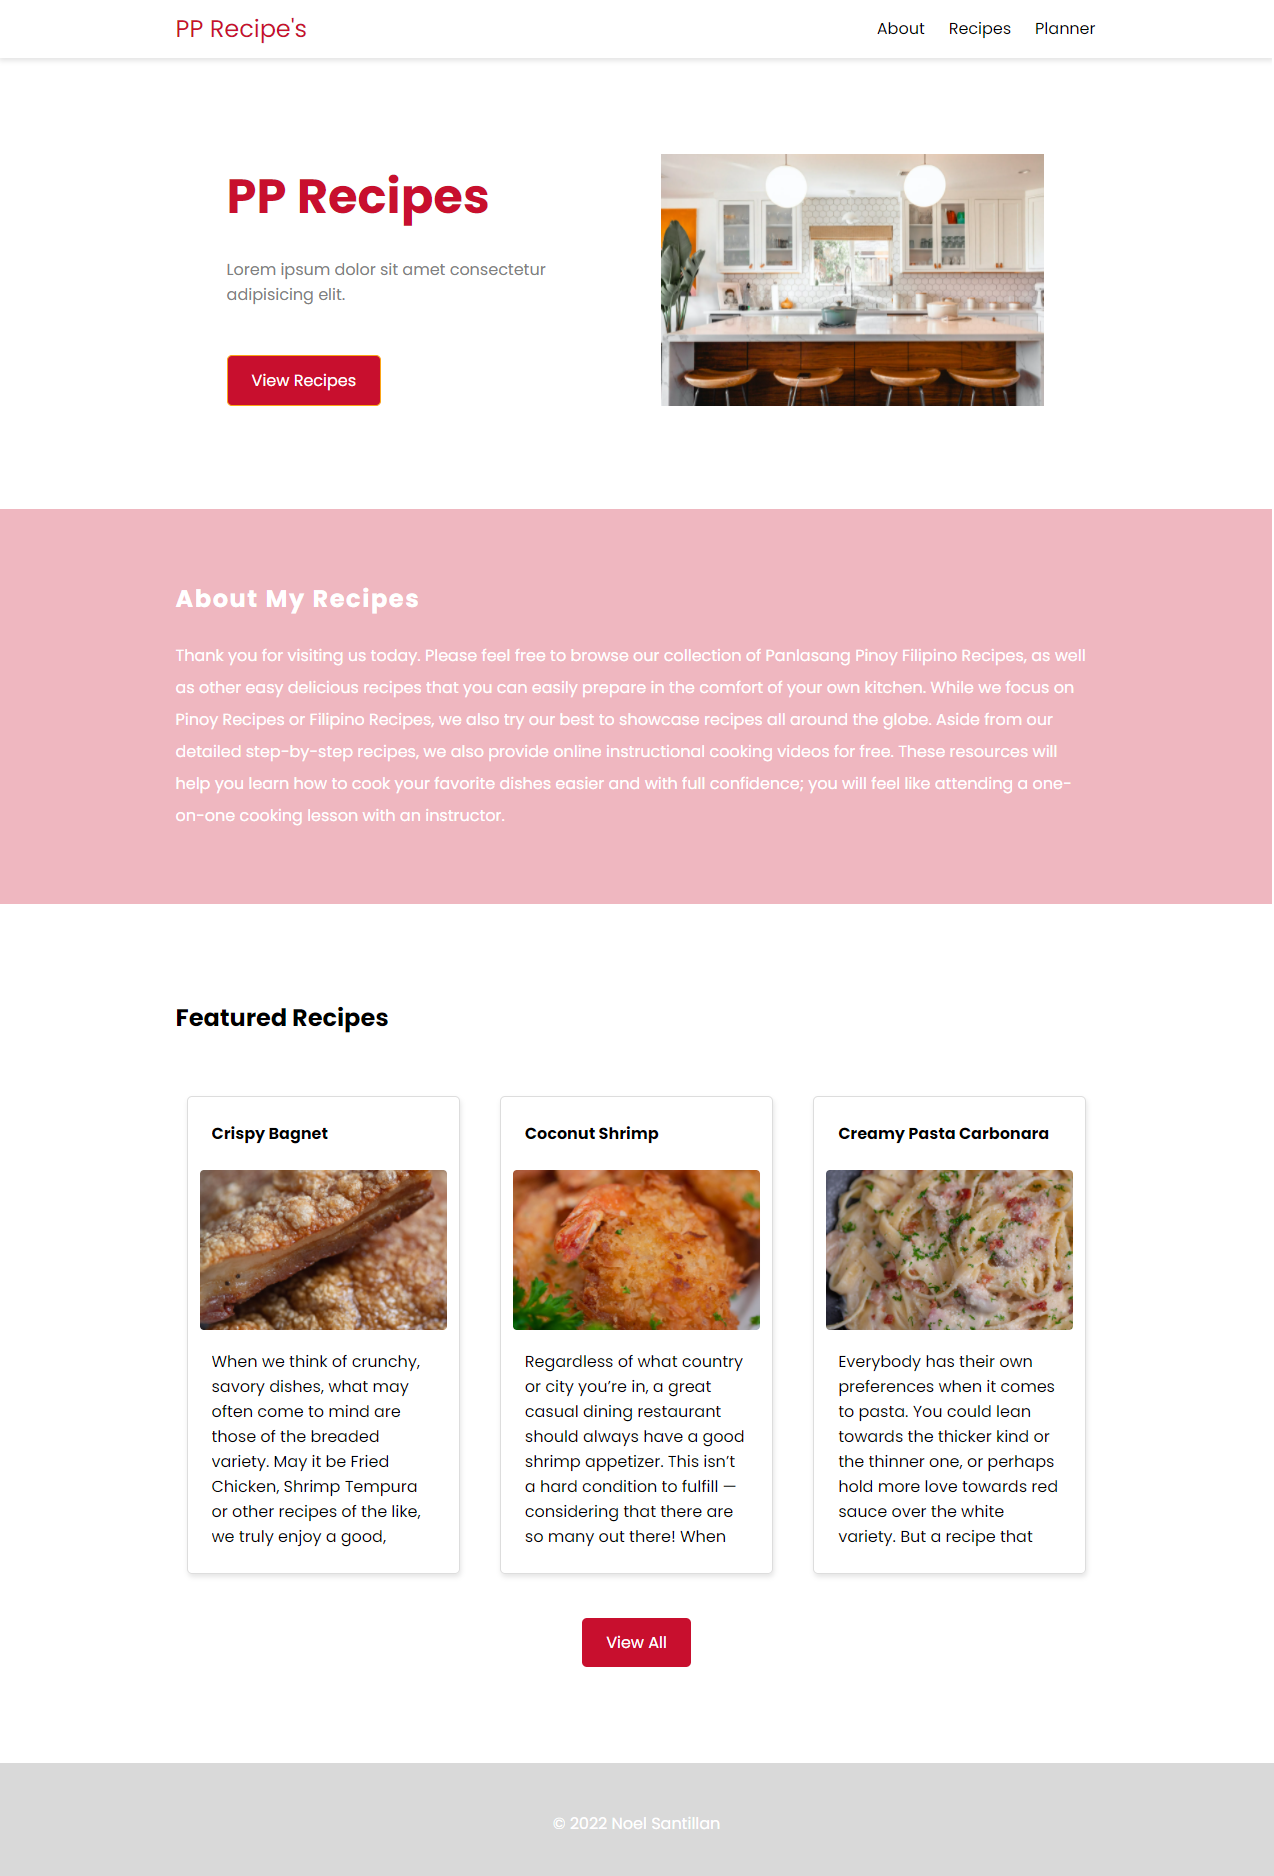 PP Recipe's
About Recipes Planner
PP Recipes
Lorem ipsum dolor sit amet consectetur
adipisicing elit.
View Recipes
About My Recipes
Thank you for visiting us today. Please feel free to browse our collection of Panlasang Pinoy Filipino Recipes, as well
as other easy delicious recipes that you can easily prepare in the comfort of your own kitchen. While we focus on
Pinoy Recipes or Filipino Recipes, we also try our best to showcase recipes all around the globe. Aside from our
detailed step-by-step recipes, we also provide online instructional cooking videos for free. These resources will
help you learn how to cook your favorite dishes easier and with full confidence; you will feel like attending a one-
on-one cooking lesson with an instructor.
Featured Recipes
Crispy Bagnet
When we think of crunchy,
savory dishes, what may
often come to mind are
those of the breaded
variety. May it be Fried
Chicken, Shrimp Tempura
or other recipes of the like,
we truly enjoy a good,
Coconut Shrimp
Regardless of what country
or city you’re in, a great
casual dining restaurant
should always have a good
shrimp appetizer. This isn’t
a hard condition to fulfill —
considering that there are
so many out there! When
Creamy Pasta Carbonara
Everybody has their own
preferences when it comes
to pasta. You could lean
towards the thicker kind or
the thinner one, or perhaps
hold more love towards red
sauce over the white
variety. But a recipe that
View All
© 2022 Noel Santillan